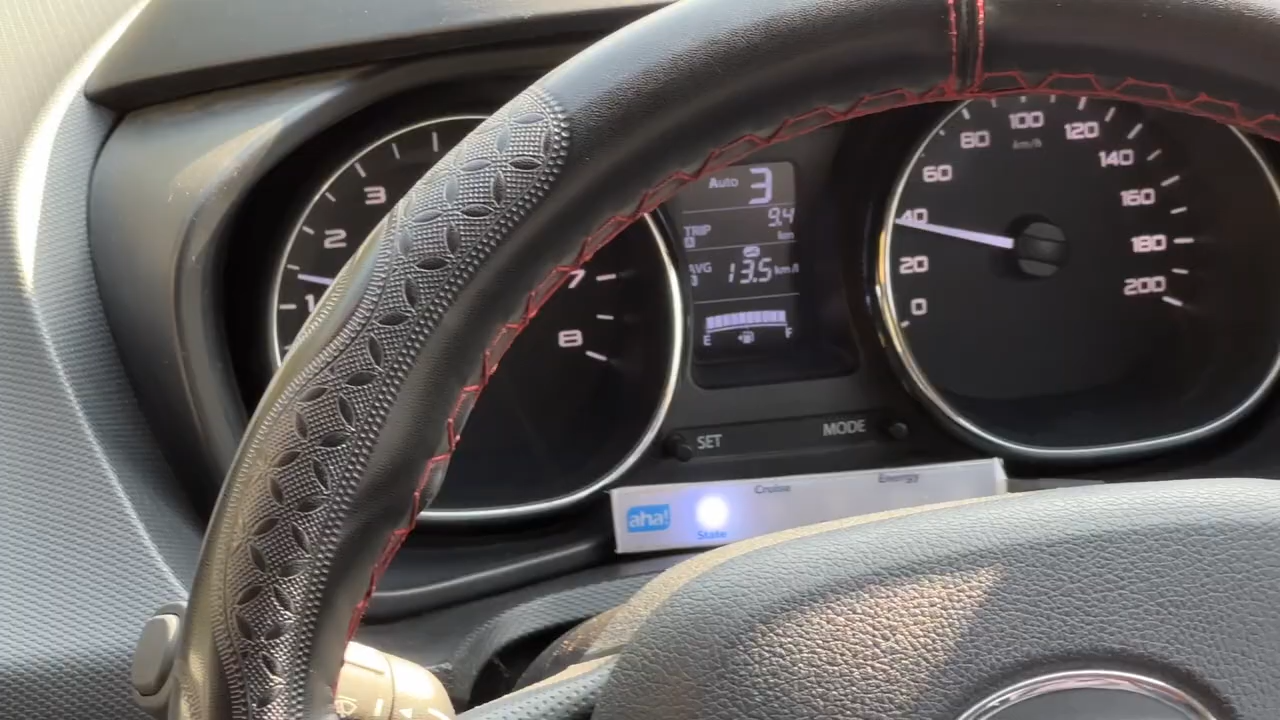 1
2
3
7
8
Auto 3
TRIP A 9.4 km
AVG 13.5 km/l
E F
SET MODE
0
20
40
60
80
100
120
140
160
180
200
km/h
aha!
State
Cruise
Energy